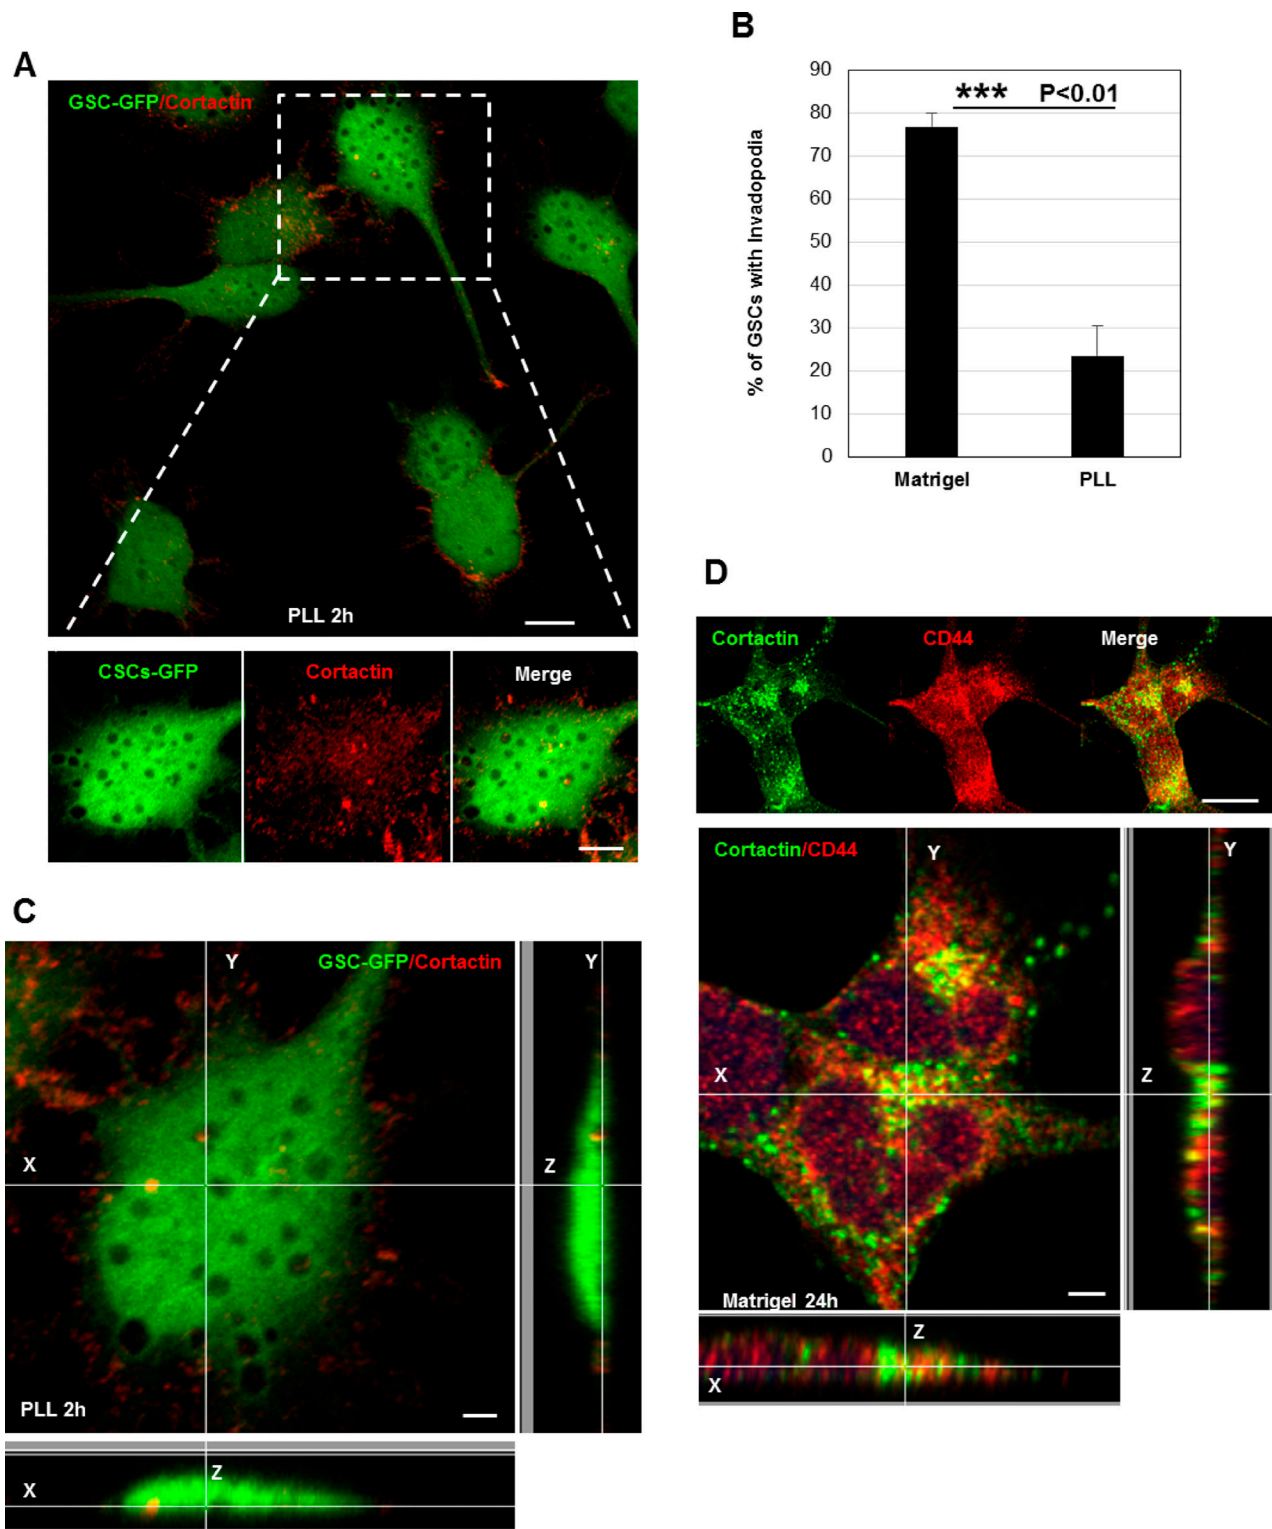 A
GSC-GFP/Cortactin
PLL 2h
CSCs-GFP
Cortactin
Merge
B
90
80
70
60
50
40
30
20
10
0
% of GSCs with Invadopodia
*** P<0.01
Matrigel
PLL
C
Y
GSC-GFP/Cortactin
Y
X
Z
PLL 2h
Z
X
D
Cortactin
CD44
Merge
Cortactin/CD44
Y
Y
X
Z
Matrigel 24h
Z
X